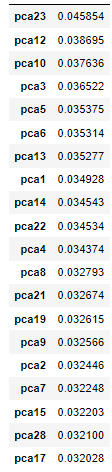 pca23 0.045854
pca12 0.038695
pca10 0.037636
pca3 0.036522
pca5 0.035375
pca6 0.035314
pca13 0.035277
pca1 0.034928
pca14 0.034543
pca22 0.034534
pca4 0.034374
pca8 0.032793
pca21 0.032674
pca19 0.032615
pca9 0.032566
pca2 0.032446
pca7 0.032248
pca15 0.032203
pca28 0.032100
pca17 0.032028